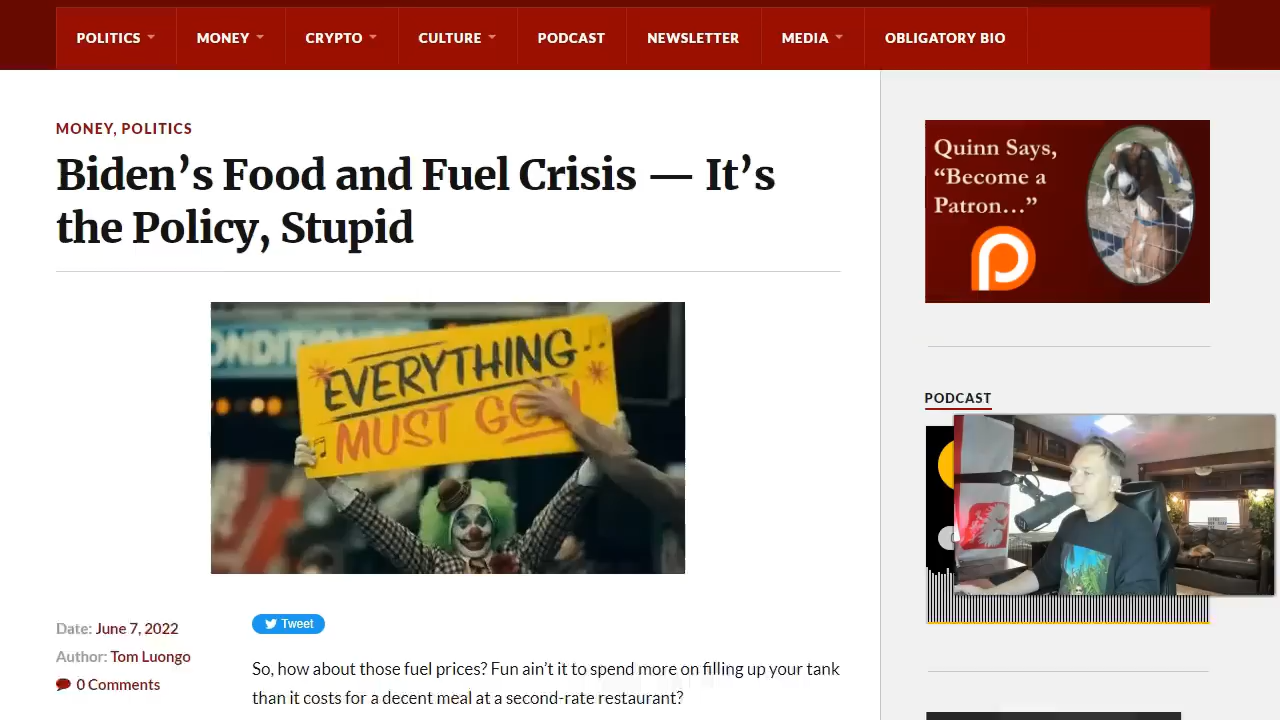 POLITICS MONEY CRYPTO CULTURE PODCAST NEWSLETTER MEDIA OBLIGATORY BIO
MONEY, POLITICS
Biden’s Food and Fuel Crisis — It’s
the Policy, Stupid
EVERYTHING
MUST GO
Date: June 7, 2022
Author: Tom Luongo
0 Comments
Tweet
So, how about those fuel prices? Fun ain’t it to spend more on filling up your tank
than it costs for a decent meal at a second-rate restaurant?
Quinn Says,
“Become a
Patron…”
PODCAST